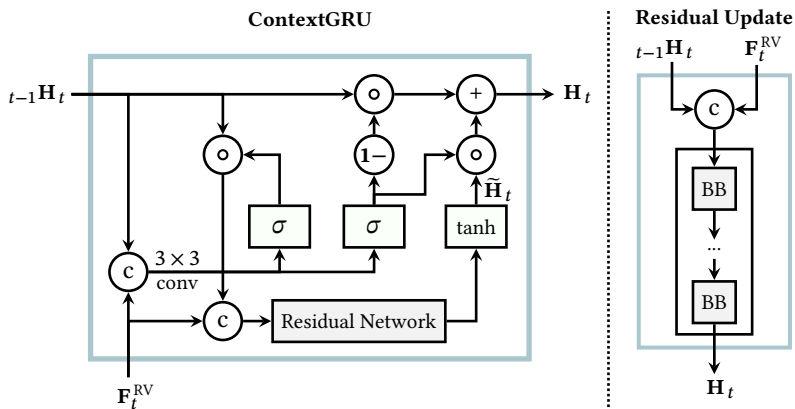 ContextGRU
t−1Hₜ
∘
+
Hₜ
∘
1−
∘
H̃ₜ
σ
σ
tanh
c
3 × 3
conv
c
Residual Network
Fₜᴿⱽ
Residual Update
t−1Hₜ
Fₜᴿⱽ
c
BB
...
BB
Hₜ